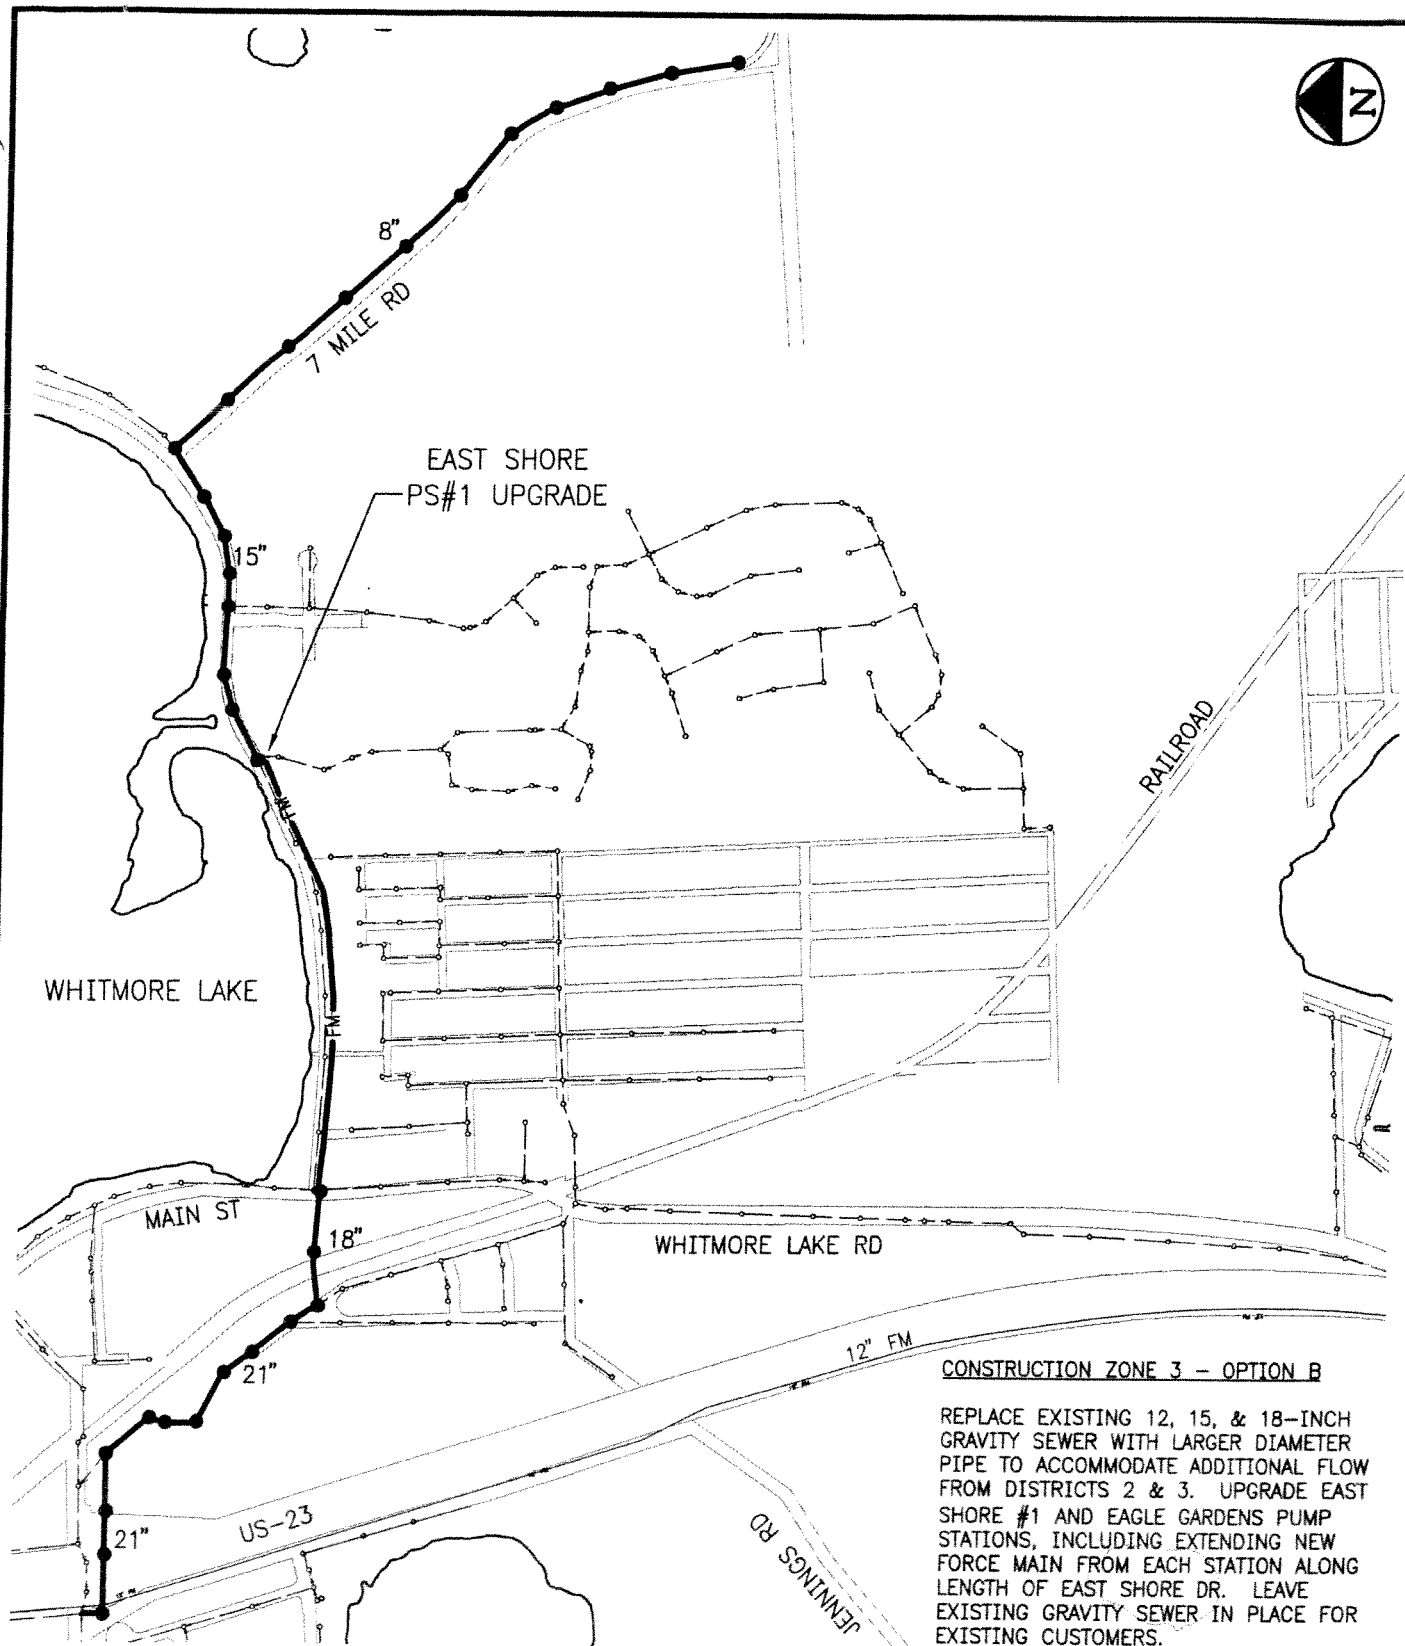 N
8"
7 MILE RD
EAST SHORE
PS#1 UPGRADE
15"
FM
RAILROAD
WHITMORE LAKE
FM
MAIN ST
18"
WHITMORE LAKE RD
21"
12" FM
US-23
21"
JENNINGS RD
CONSTRUCTION ZONE 3 - OPTION B
REPLACE EXISTING 12, 15, & 18-INCH
GRAVITY SEWER WITH LARGER DIAMETER
PIPE TO ACCOMMODATE ADDITIONAL FLOW
FROM DISTRICTS 2 & 3. UPGRADE EAST
SHORE #1 AND EAGLE GARDENS PUMP
STATIONS, INCLUDING EXTENDING NEW
FORCE MAIN FROM EACH STATION ALONG
LENGTH OF EAST SHORE DR. LEAVE
EXISTING GRAVITY SEWER IN PLACE FOR
EXISTING CUSTOMERS.